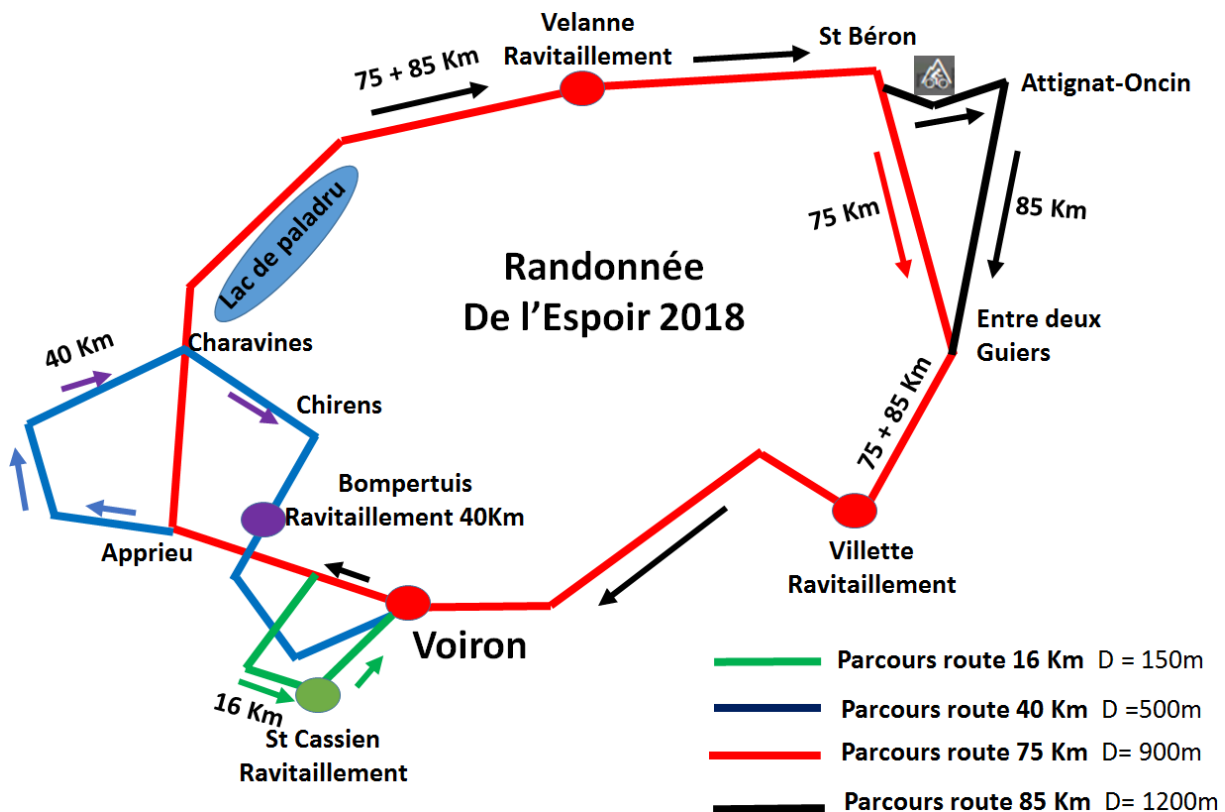 Velanne
Ravitaillement
St Béron
75 + 85 Km
Attignat-Oncin
Lac de paladru
75 Km
85 Km
Randonnée
De l'Espoir 2018
Entre deux
Guiers
Charavines
40 Km
Chirens
75 + 85 Km
Bompertuis
Ravitaillement 40Km
Apprieu
Villette
Ravitaillement
Voiron
16 Km
St Cassien
Ravitaillement
Parcours route 16 Km D = 150m
Parcours route 40 Km D =500m
Parcours route 75 Km D= 900m
Parcours route 85 Km D= 1200m